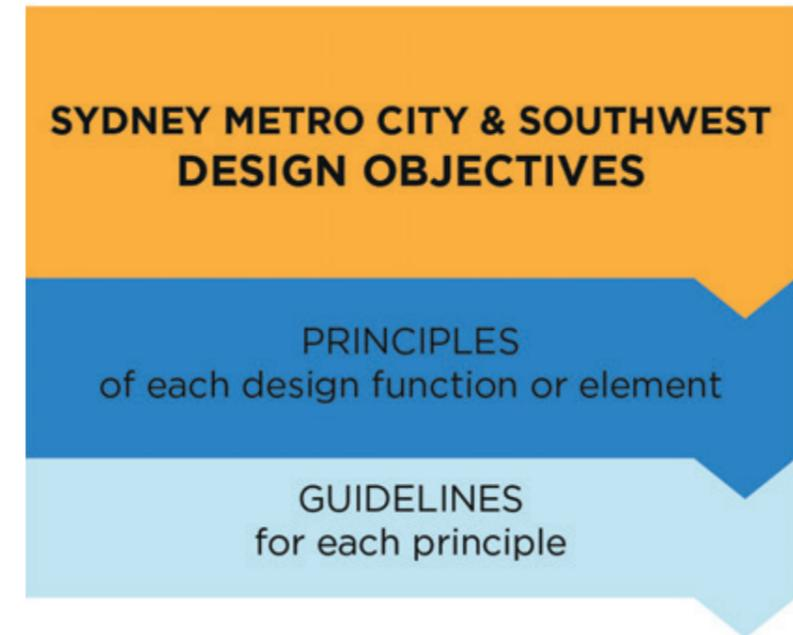 SYDNEY METRO CITY & SOUTHWEST
DESIGN OBJECTIVES
PRINCIPLES
of each design function or element
GUIDELINES
for each principle